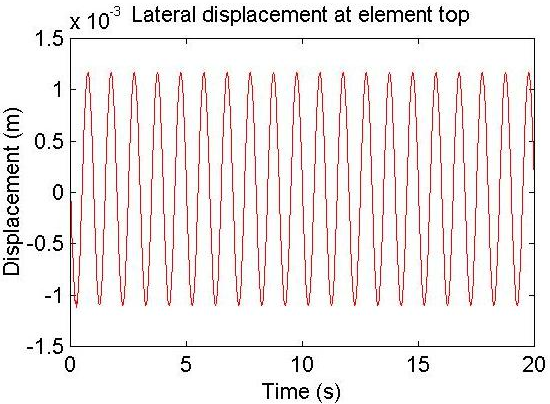 x 10-3 Lateral displacement at element top
1.5
1
0.5
0
-0.5
-1
-1.5
Displacement (m)
0 5 10 15 20
Time (s)